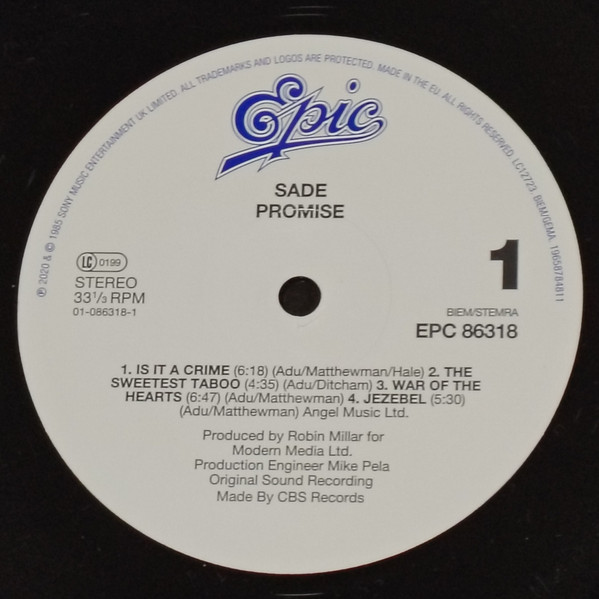 ℗ 2020 & © 1985 SONY MUSIC ENTERTAINMENT UK LIMITED. ALL TRADEMARKS AND LOGOS ARE PROTECTED. MADE IN THE EU. ALL RIGHTS RESERVED. LC12723. BIEM/GEMA. 19658784811
Epic
SADE
PROMISE
LC 0199
STEREO
33 1/3 RPM
01-086318-1
1
BIEM/STEMRA
EPC 86318
1. IS IT A CRIME (6:18) (Adu/Matthewman/Hale) 2. THE
SWEETEST TABOO (4:35) (Adu/Ditcham) 3. WAR OF THE
HEARTS (6:47) (Adu/Matthewman) 4. JEZEBEL (5:30)
(Adu/Matthewman) Angel Music Ltd.
Produced by Robin Millar for
Modern Media Ltd.
Production Engineer Mike Pela
Original Sound Recording
Made By CBS Records